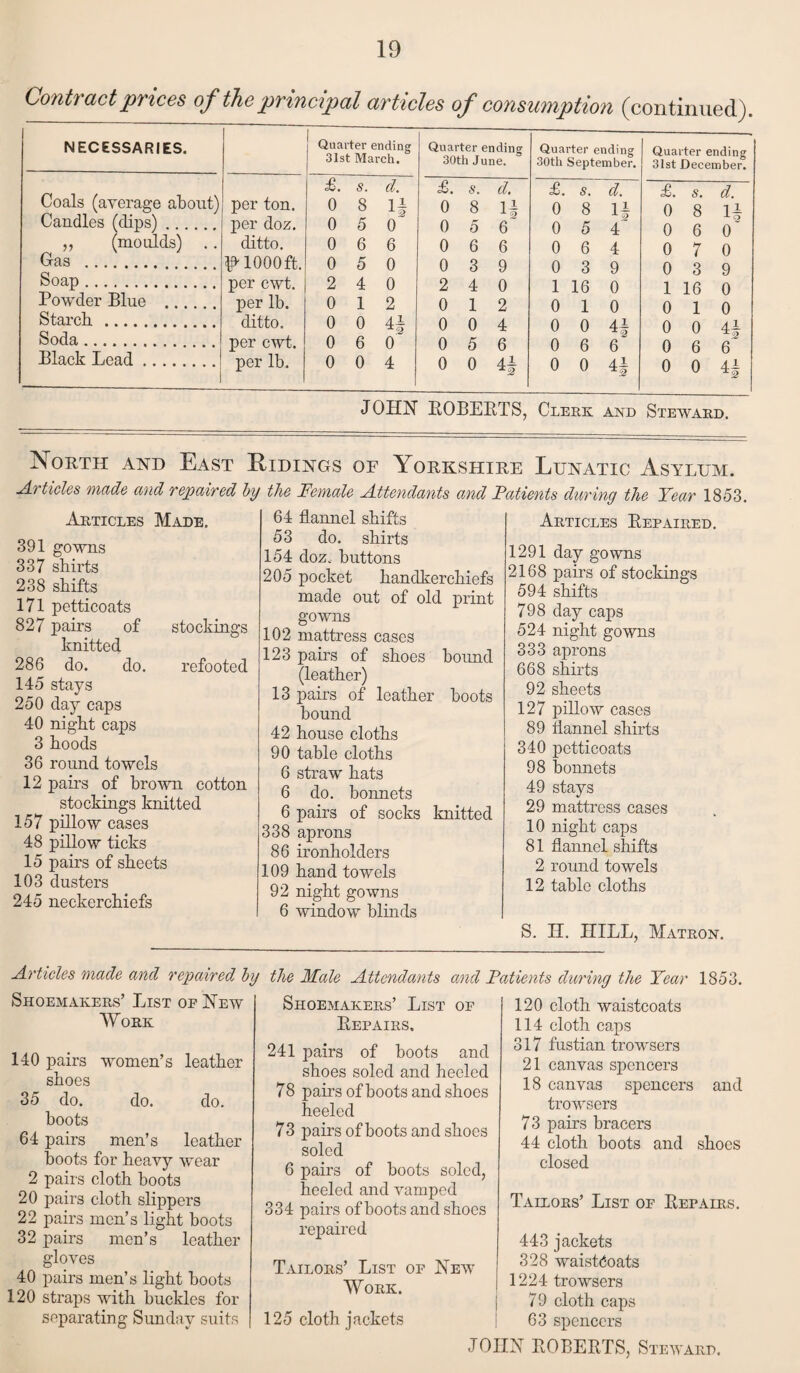 19
Contract prices of the principal articles of consumption (continued).
NECESSARIES. Quarter ending 31st March. Quarter ending 30th June. Quarter ending 30th September. Quarter ending 31st December.
£. s. d. £. s. d. £. s. d. £. s. d.
Coals (average about) per ton. 0 8 1½ 0 8 1½ 0 8 1½ 0 8 1½
Candles (dips) ...... per doz. 0 5 0 0 5 6 0 5 4 0 6 0
„ (moulds) .. ditto. 0 6 6 0 6 6 0 6 4 0 7 0
Gas ............... ℔ 1000 ft. 0 5 0 0 3 9 0 3 9 0 3 9
Soap............... per cwt. 2 4 0 2 4 0 1 16 0 1 16 0
Powder Blue ...... per lb. 0 1 2 0 1 2 0 1 0 0 1 0
Starch ............ ditto. 0 0 4½ 0 0 4 0 0 4½ 0 0 4½
Soda............... per cwt. 0 6 0 0 5 6 0 6 6 0 6 6
Black Lead ........ per lb. 0 0 4 0 0 4½ 0 0 4½ 0 0 4½
JOHN ROBERTS, Clerk and Steward.
North and East Ridings of Yorkshire Lunatic Asylum.
Articles made and repaired by the Female Attendants and Patients during the Year 1853.
Articles Made.
391 gowns
337 shirts
238 shifts
171 petticoats
827 pairs of stockings
knitted
286 do. do. refooted
145 stays
250 day caps
40 night caps
3 hoods
36 round towels
12 pairs of brown cotton
stockings knitted
157 pillow cases
48 pillow ticks
15 pairs of sheets
103 dusters
245 neckerchiefs
64 flannel shifts
53 do. shirts
154 doz. buttons
205 pocket handkerchiefs
made out of old print
gowns
102 mattress cases
123 pairs of shoes bound
(leather)
13 pairs of leather boots
bound
42 house cloths
90 table cloths
6 straw hats
6 do. bonnets
6 pairs of socks knitted
338 aprons
86 ironholders
109 hand towels
92 night gowns
6 window blinds
Articles Repaired.
1291 day gowns
2168 pairs of stockings
594 shifts
798 day caps
524 night gowns
333 aprons
668 shirts
92 sheets
127 pillow cases
89 flannel shirts
340 petticoats
98 bonnets
49 stays
29 mattress cases
10 night caps
81 flannel shifts
2 round towels
12 table cloths
S. H. HILL, Matron.
Articles made and repaired by the Male Attendants and Patients during the Year 1853.
Shoemakers' List of New
Work
140 pairs women's leather
shoes
35 do. do. do.
boots
64 pairs men's leather
boots for heavy wear
2 pairs cloth boots
20 pairs cloth slippers
22 pairs men's light boots
32 pairs men's leather
gloves
40 pairs men's light boots
120 straps with buckles for
separating Sunday suits
Shoemakers' List of
Repairs.
241 pairs of boots and
shoes soled and heeled
78 pairs of boots and shoes
heeled
73 pairs of boots and shoes
soled
6 pairs of boots soled,
heeled and vamped
334 pairs of boots and shoes
repaired
Tailors' List of New
Work.
125 cloth jackets
120 cloth waistcoats
114 cloth caps
317 fustian trowsers
21 canvas spencers
18 canvas spencers and
trowsers
73 pairs bracers
44 cloth boots and shoes
closed
Tailors' List of Repairs.
443 jackets
328 waistcoats
1224 trowsers
79 cloth caps
63 spencers
JOHN ROBERTS, Steward.